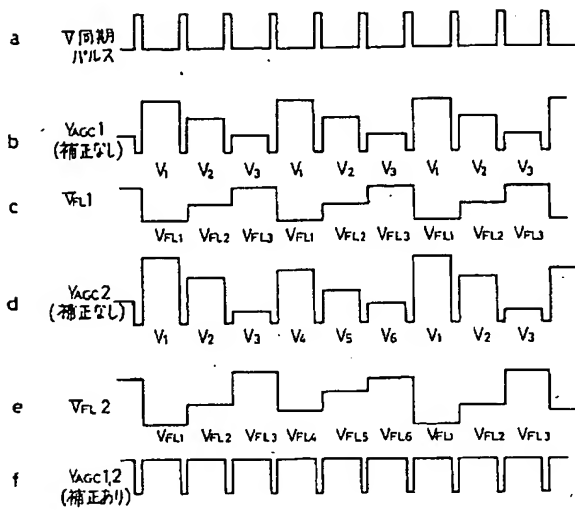 a ▽同期
パルス
b YAGC1
(補正なし)
V1 V2 V3 V1 V2 V3 V1 V2 V3
c ▽FL1
VFL1 VFL2 VFL3 VFL1 VFL2 VFL3 VFL1 VFL2 VFL3
d YAGC2
(補正なし)
V1 V2 V3 V4 V5 V6 V1 V2 V3
e ▽FL2
VFL1 VFL2 VFL3 VFL4 VFL5 VFL6 VFL1 VFL2 VFL3
f YAGC1,2
(補正あり)